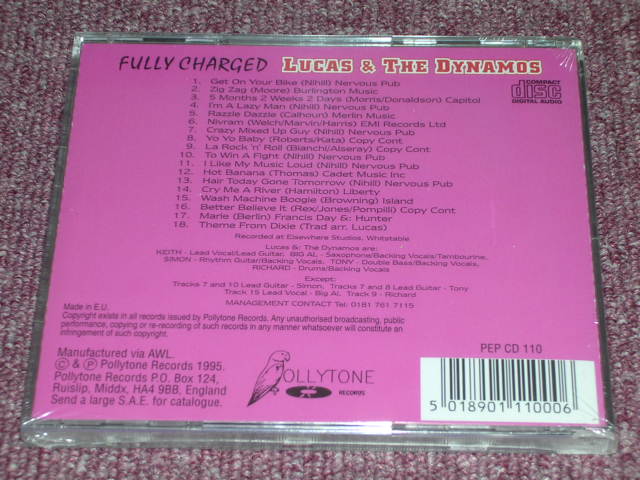 FULLY CHARGED LUCAS & THE DYNAMOS
COMPACT
disc
DIGITAL AUDIO
1. Get On Your Bike (Nihill) Nervous Pub
2. Zig Zag (Moore) Burlington Music
3. 5 Months 2 Weeks 2 Days (Morris/Donaldson) Capitol
4. I'm A Lazy Man (Nihill) Nervous Pub
5. Razzle Dazzle (Calhour) Merlin Music
6. Nivram (Welch/Marvin/Harris) EMI Records Ltd
7. Crazy Mixed Up Guy (Nihill) Nervous Pub
8. Yo Yo Baby (Roberts/Kata) Copy Cont
9. La Rock 'n' Roll (Bianchi/Alseray) Copy Cont
10. To Win A Fight (Nihill) Nervous Pub
11. I Like My Music Loud (Nihill) Nervous Pub
12. Hot Banana (Thomas) Cadet Music Inc
13. Hair Today Gone Tomorrow (Nihill) Nervous Pub
14. Cry Me A River (Hamilton) Liberty
15. Wash Machine Boogie (Browning) Island
16. Better Believe It (Rex/Jones/Pompilli) Copy Cont
17. Marie (Berlin) Francis Day &: Hunter
18. Theme From Dixie (Trad arr. Lucas)
Recorded at Elsewhere Studios, Whitstable
Lucas &: The Dynamos are:
KEITH - Lead Vocal/Lead Guitar, BIG AL - Saxophone/Backing Vocals/Tambourine,
SIMON - Rhythm Guitar/Backing Vocals, TONY - Double Bass/Backing Vocals,
RICHARD - Drums/Backing Vocals
Except:
Tracks 7 and 10 Lead Guitar - Simon, Tracks 7 and 8 Lead Guitar - Tony
Track 15 Lead Vocal - Big Al, Track 9 - Richard
MANAGEMENT CONTACT Tel: 0181 761 7115
Made in E.U.
Copyright exists in all records issued by Pollytone Records. Any unauthorised broadcasting, public
performance, copying or re-recording of such records in any manner whatsoever will constitute an
infringement of such copyright.
Manufactured via AWL.
© & ℗ Pollytone Records 1995.
Pollytone Records P.O. Box 124,
Ruislip, Middx, HA4 9BB, England
Send a large S.A.E. for catalogue.
POLLYTONE
RECORDS
PEP CD 110
5 018901 110006